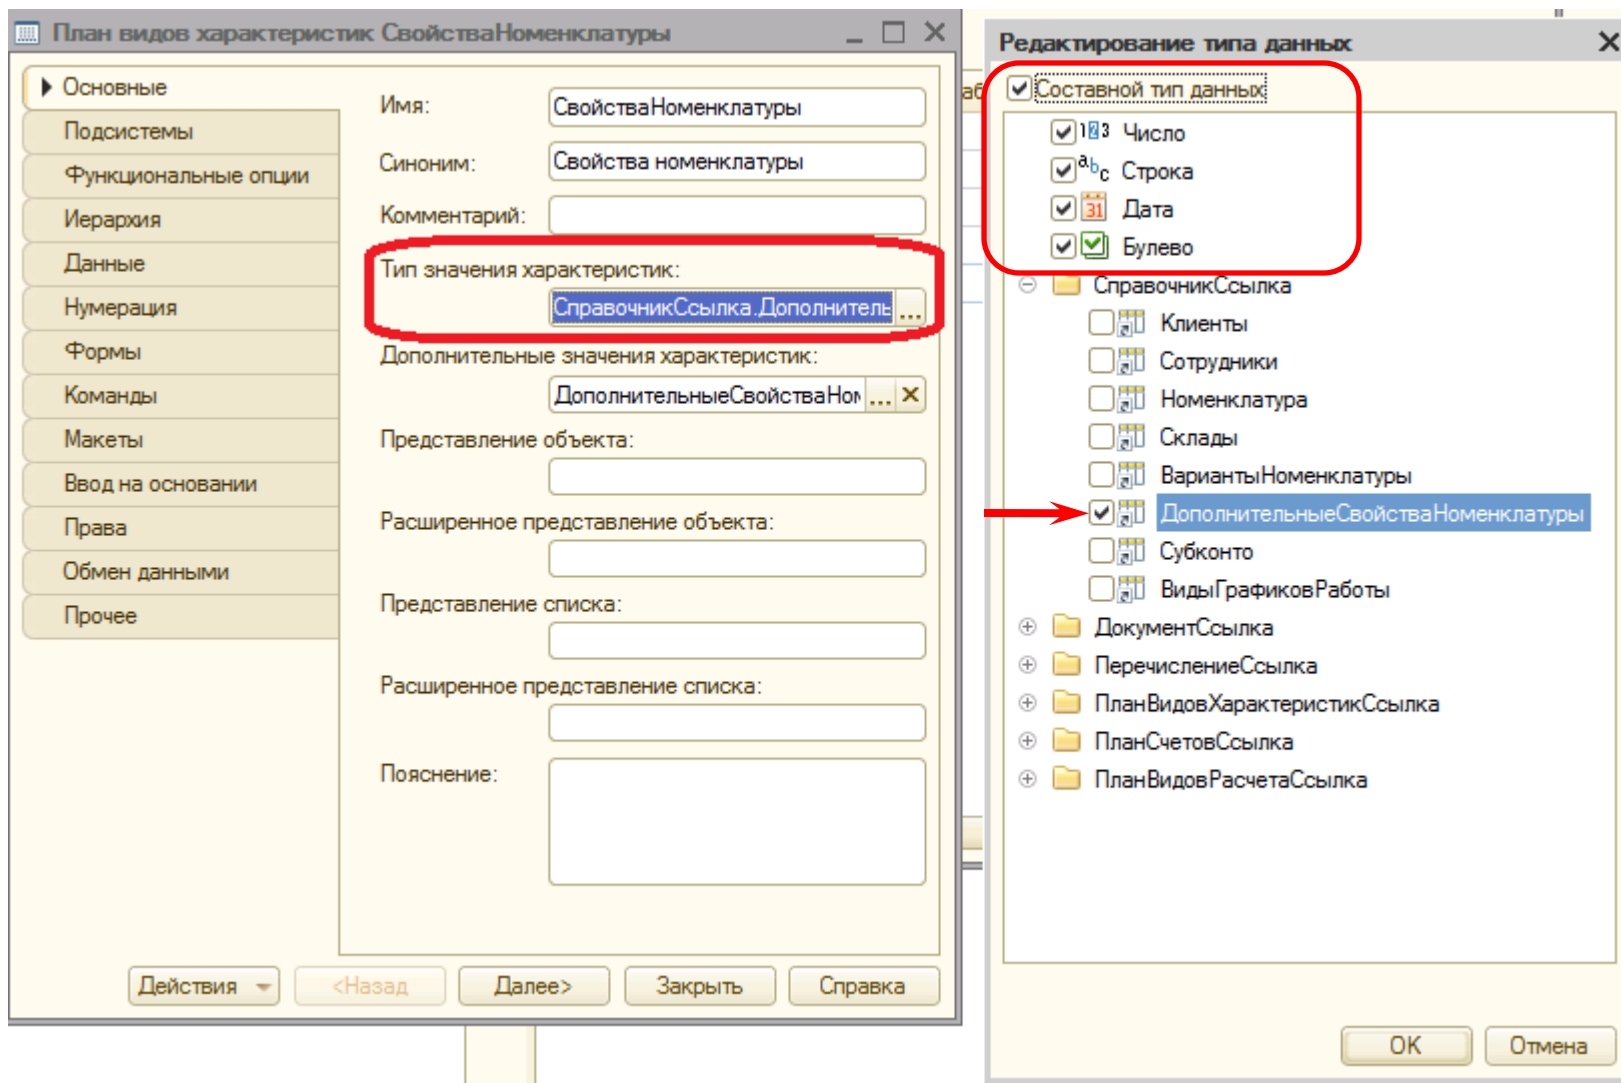 План видов характеристик СвойстваНоменклатуры
Основные
Подсистемы
Функциональные опции
Иерархия
Данные
Нумерация
Формы
Команды
Макеты
Ввод на основании
Права
Обмен данными
Прочее
Имя: СвойстваНоменклатуры
Синоним: Свойства номенклатуры
Комментарий:
Тип значения характеристик:
СправочникСсылка.Дополнитель ...
Дополнительные значения характеристик:
ДополнительныеСвойстваНом ... ×
Представление объекта:
Расширенное представление объекта:
Представление списка:
Расширенное представление списка:
Пояснение:
Действия <Назад Далее> Закрыть Справка
аб
Редактирование типа данных
Составной тип данных
Число
Строка
31 Дата
Булево
СправочникСсылка
Клиенты
Сотрудники
Номенклатура
Склады
ВариантыНоменклатуры
ДополнительныеСвойстваНоменклатуры
Субконто
ВидыГрафиковРаботы
ДокументСсылка
ПеречислениеСсылка
ПланВидовХарактеристикСсылка
ПланСчетовСсылка
ПланВидовРасчетаСсылка
OK Отмена